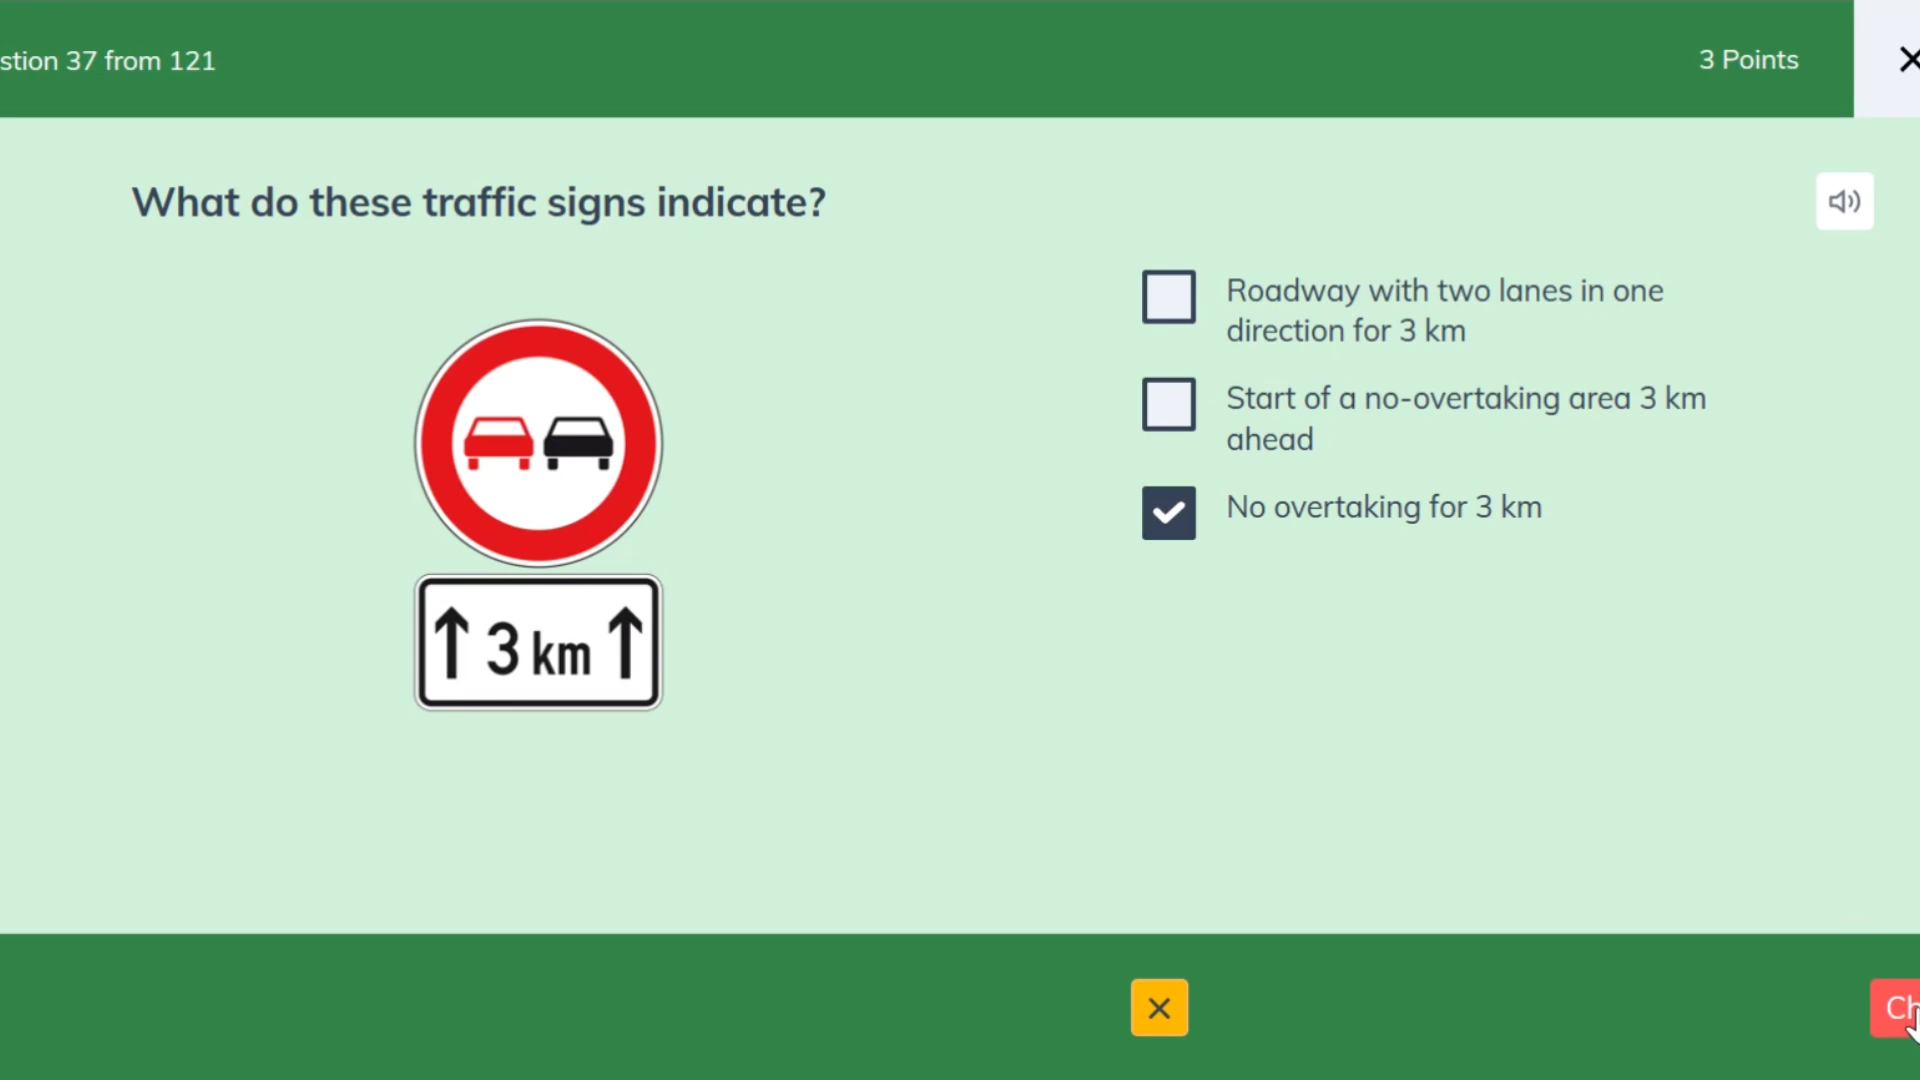 stion 37 from 121
3 Points
What do these traffic signs indicate?
Roadway with two lanes in one
direction for 3 km
Start of a no-overtaking area 3 km
ahead
No overtaking for 3 km
3 km
Ch